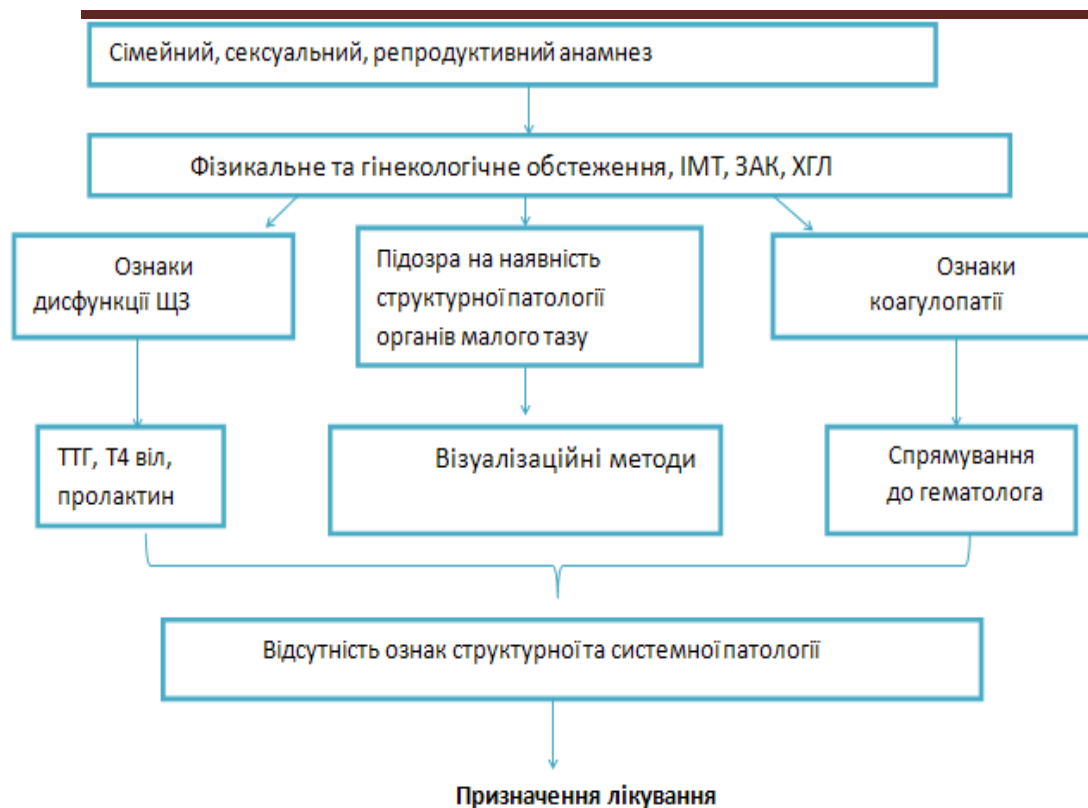 Сімейний, сексуальний, репродуктивний анамнез
Фізикальне та гінекологічне обстеження, ІМТ, ЗАК, ХГЛ
Ознаки
дисфункції ЩЗ
Підозра на наявність
структурної патології
органів малого тазу
Ознаки
коагулопатії
ТТГ, Т4 віл,
пролактин
Візуалізаційні методи
Спрямування
до гематолога
Відсутність ознак структурної та системної патології
Призначення лікування